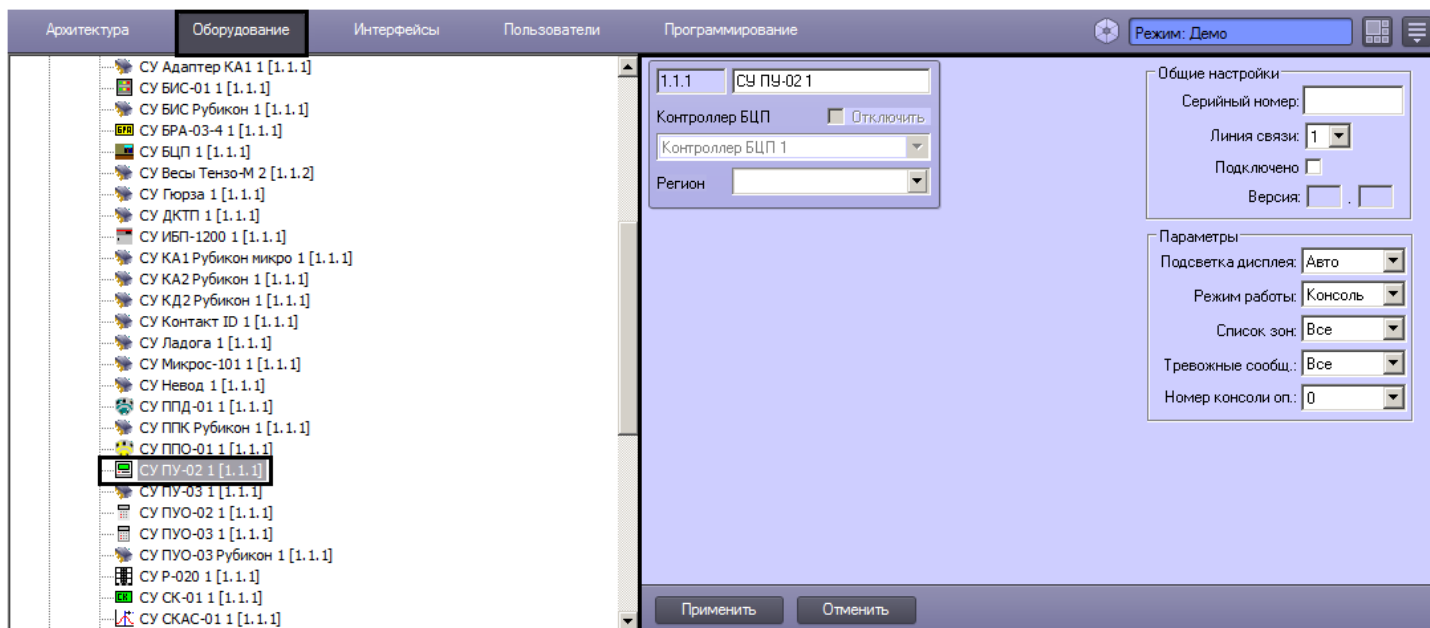 Архитектура Оборудование Интерфейсы Пользователи Программирование Режим: Демо
СУ Адаптер КА1 1 [1.1.1]
СУ БИС-01 1 [1.1.1]
СУ БИС Рубикон 1 [1.1.1]
БРА СУ БРА-03-4 1 [1.1.1]
СУ БЦП 1 [1.1.1]
СУ Весы Тензо-М 2 [1.1.2]
СУ Гюрза 1 [1.1.1]
СУ ДКТП 1 [1.1.1]
СУ ИБП-1200 1 [1.1.1]
СУ КА1 Рубикон микро 1 [1.1.1]
СУ КА2 Рубикон 1 [1.1.1]
СУ КД2 Рубикон 1 [1.1.1]
СУ Контакт ID 1 [1.1.1]
СУ Ладога 1 [1.1.1]
СУ Микрос-101 1 [1.1.1]
СУ Невод 1 [1.1.1]
СУ ППД-01 1 [1.1.1]
СУ ППК Рубикон 1 [1.1.1]
СУ ППО-01 1 [1.1.1]
СУ ПУ-02 1 [1.1.1]
СУ ПУ-03 1 [1.1.1]
СУ ПУО-02 1 [1.1.1]
СУ ПУО-03 1 [1.1.1]
СУ ПУО-03 Рубикон 1 [1.1.1]
СУ Р-020 1 [1.1.1]
СК СУ СК-01 1 [1.1.1]
СУ СКАС-01 1 [1.1.1]
1.1.1 СУ ПУ-02 1
Контроллер БЦП Отключить
Контроллер БЦП 1
Регион
Общие настройки
Серийный номер:
Линия связи: 1
Подключено
Версия: .
Параметры
Подсветка дисплея: Авто
Режим работы: Консоль
Список зон: Все
Тревожные сообщ.: Все
Номер консоли оп.: 0
Применить Отменить